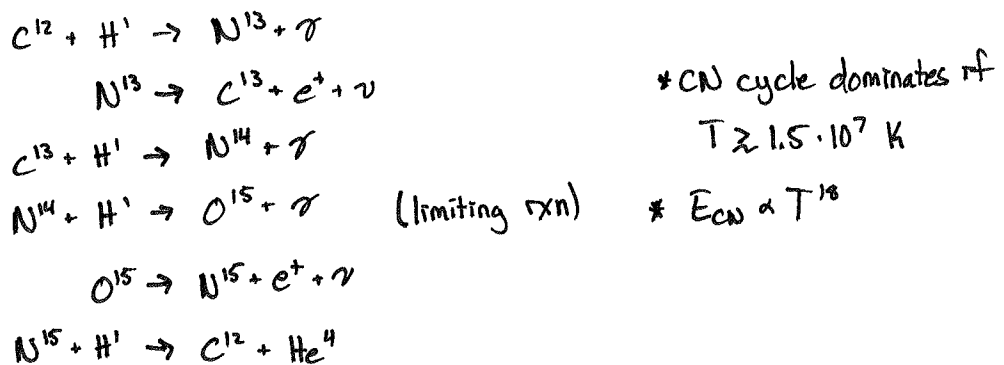 C¹² + H¹ → N¹³ + γ
N¹³ → C¹³ + e⁺ + ν
C¹³ + H¹ → N¹⁴ + γ
N¹⁴ + H¹ → O¹⁵ + γ (limiting rxn)
O¹⁵ → N¹⁵ + e⁺ + ν
N¹⁵ + H¹ → C¹² + He⁴
* CN cycle dominates if
T ≳ 1.5·10⁷ K
* E_CN ∝ T¹⁸